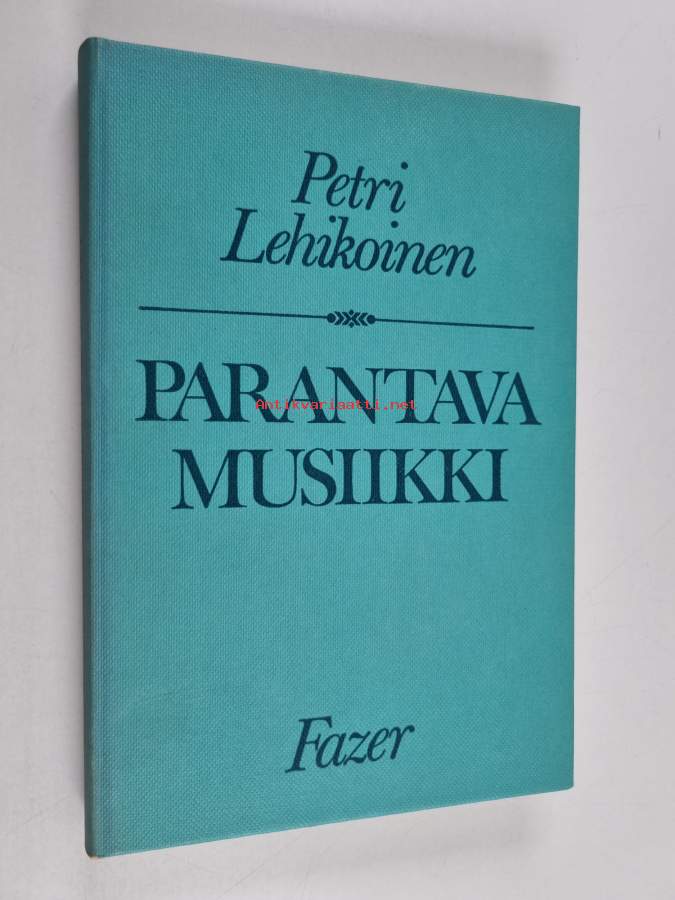 Petri
Lehikoinen
PARANTAVA
Antikvariaatti.net
MUSIIKKI
Fazer